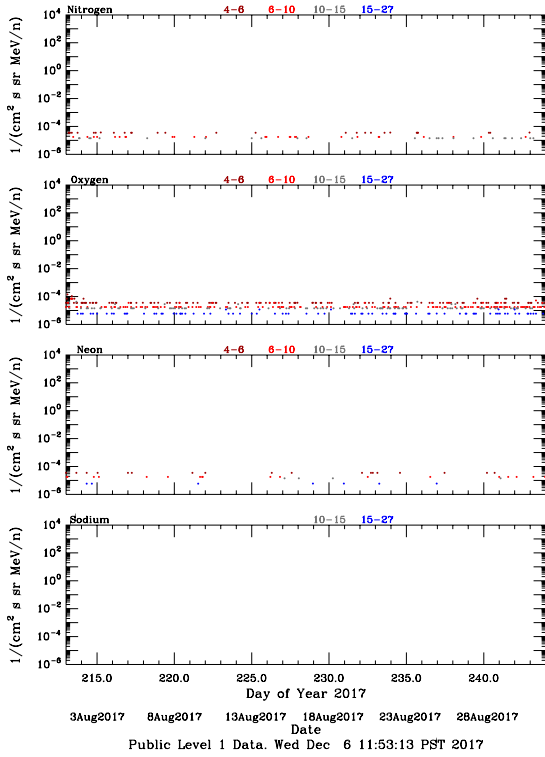 Nitrogen 4-6 6-10 10-15 15-27
10^4
10^2
10^0
10^-2
10^-4
10^-6
1/(cm^2 s sr MeV/n)
Oxygen 4-6 6-10 10-15 15-27
10^4
10^2
10^0
10^-2
10^-4
10^-6
1/(cm^2 s sr MeV/n)
Neon 4-6 6-10 10-15 15-27
10^4
10^2
10^0
10^-2
10^-4
10^-6
1/(cm^2 s sr MeV/n)
Sodium 10-15 15-27
10^4
10^2
10^0
10^-2
10^-4
10^-6
1/(cm^2 s sr MeV/n)
215.0 220.0 225.0 230.0 235.0 240.0
Day of Year 2017
3Aug2017 8Aug2017 13Aug2017 18Aug2017 23Aug2017 28Aug2017
Date
Public Level 1 Data. Wed Dec 6 11:53:13 PST 2017